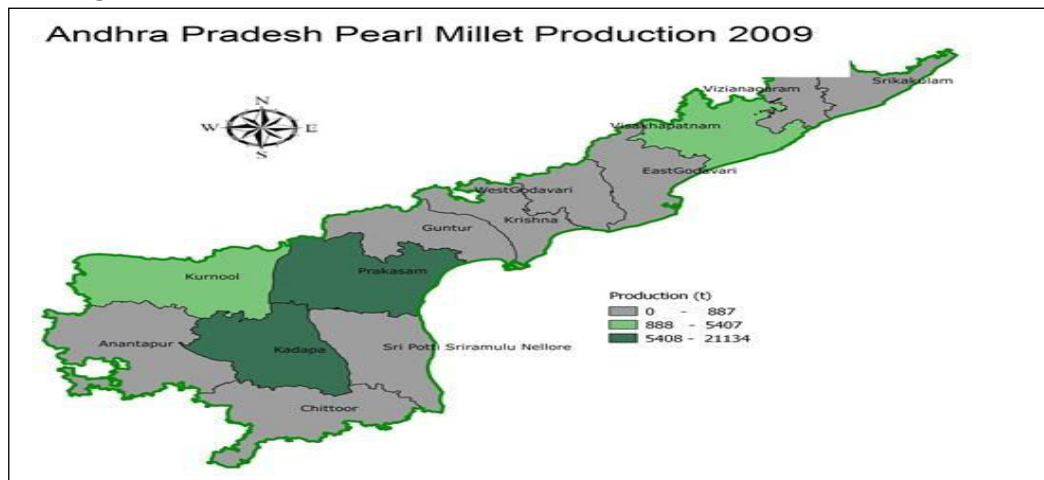 Andhra Pradesh Pearl Millet Production 2009
N
W E
S
Srikakulam
Vizianagaram
Visakhapatnam
EastGodavari
WestGodavari
Krishna
Guntur
Prakasam
Kurnool
Production (t)
0 - 887
888 - 5407
5408 - 21134
Anantapur
Kadapa
Sri Potti Sriramulu Nellore
Chittoor